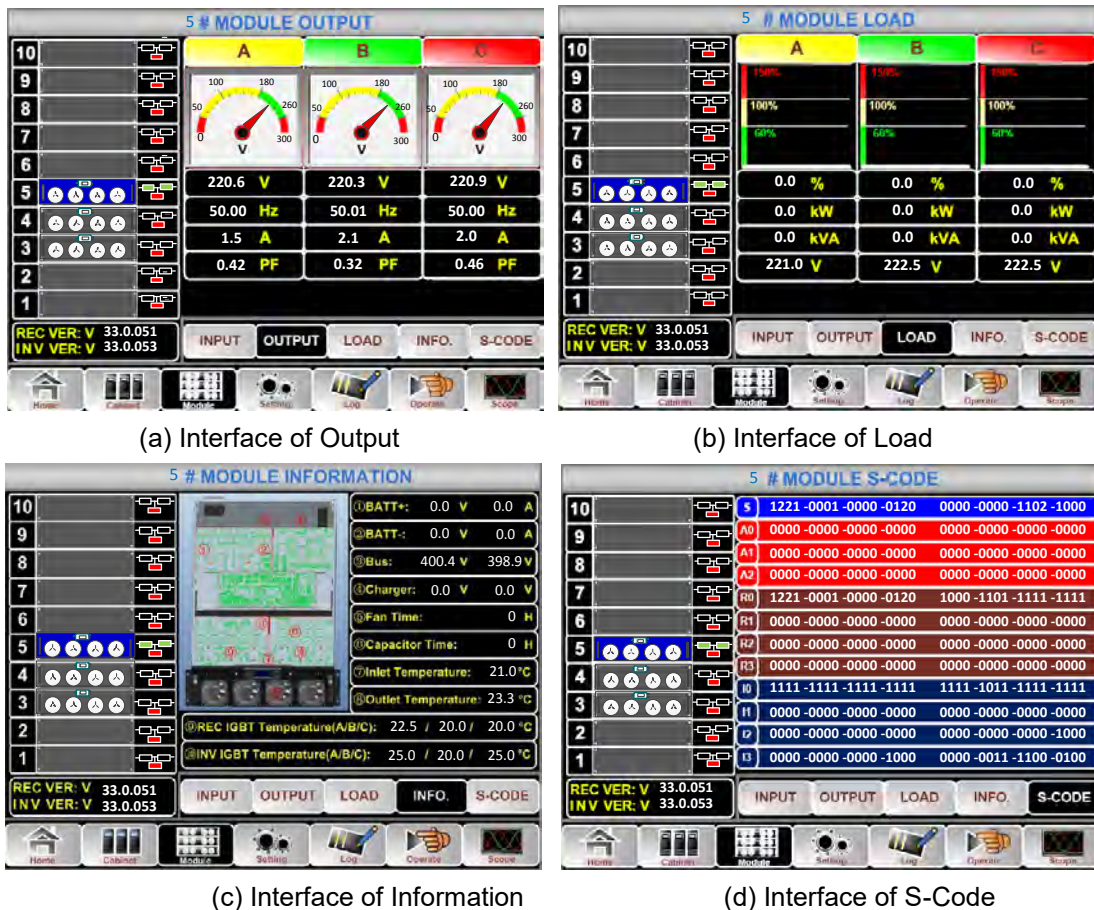 5 # MODULE OUTPUT
10
9
8
7
6
5
4
3
2
1
A B C
0 50 100 180 260 300 V
0 50 100 180 260 300 V
0 50 100 180 260 300 V
220.6 V 220.3 V 220.9 V
50.00 Hz 50.01 Hz 50.00 Hz
1.5 A 2.1 A 2.0 A
0.42 PF 0.32 PF 0.46 PF
REC VER: V 33.0.051
INV VER: V 33.0.053
INPUT OUTPUT LOAD INFO. S-CODE
Home Cabinet Module Setting Log Operate Scope
(a) Interface of Output
5 # MODULE LOAD
10
9
8
7
6
5
4
3
2
1
A B C
150% 150% 150%
100% 100% 100%
60% 60% 60%
0.0 % 0.0 % 0.0 %
0.0 kW 0.0 kW 0.0 kW
0.0 kVA 0.0 kVA 0.0 kVA
221.0 V 222.5 V 222.5 V
REC VER: V 33.0.051
INV VER: V 33.0.053
INPUT OUTPUT LOAD INFO. S-CODE
Home Cabinet Module Setting Log Operate Scope
(b) Interface of Load
5 # MODULE INFORMATION
10
9
8
7
6
5
4
3
2
1
①BATT+: 0.0 V 0.0 A
②BATT-: 0.0 V 0.0 A
③Bus: 400.4 V 398.9 V
④Charger: 0.0 V 0.0 V
⑤Fan Time: 0 H
⑥Capacitor Time: 0 H
⑦Inlet Temperature: 21.0 °C
⑧Outlet Temperature: 23.3 °C
⑨REC IGBT Temperature(A/B/C): 22.5 / 20.0 / 20.0 °C
⑩INV IGBT Temperature(A/B/C): 25.0 / 20.0 / 25.0 °C
REC VER: V 33.0.051
INV VER: V 33.0.053
INPUT OUTPUT LOAD INFO. S-CODE
Home Cabinet Module Setting Log Operate Scope
(c) Interface of Information
5 # MODULE S-CODE
10
9
8
7
6
5
4
3
2
1
S 1221 -0001 -0000 -0120 0000 -0000 -1102 -1000
A0 0000 -0000 -0000 -0000 0000 -0000 -0000 -0000
A1 0000 -0000 -0000 -0000 0000 -0000 -0000 -0000
A2 0000 -0000 -0000 -0000 0000 -0000 -0000 -0000
R0 1221 -0001 -0000 -0120 1000 -1101 -1111 -1111
R1 0000 -0000 -0000 -0000 0000 -0000 -0000 -0000
R2 0000 -0000 -0000 -0000 0000 -0000 -0000 -0000
R3 0000 -0000 -0000 -0000 0000 -0000 -0000 -0000
I0 1111 -1111 -1111 -1111 1111 -1011 -1111 -1111
I1 0000 -0000 -0000 -0000 0000 -0000 -0000 -0000
I2 0000 -0000 -0000 -0000 0000 -0000 -0000 -1000
I3 0000 -0000 -0000 -1000 0000 -0011 -1100 -0100
REC VER: V 33.0.051
INV VER: V 33.0.053
INPUT OUTPUT LOAD INFO. S-CODE
Home Cabinet Module Setting Log Operate Scope
(d) Interface of S-Code